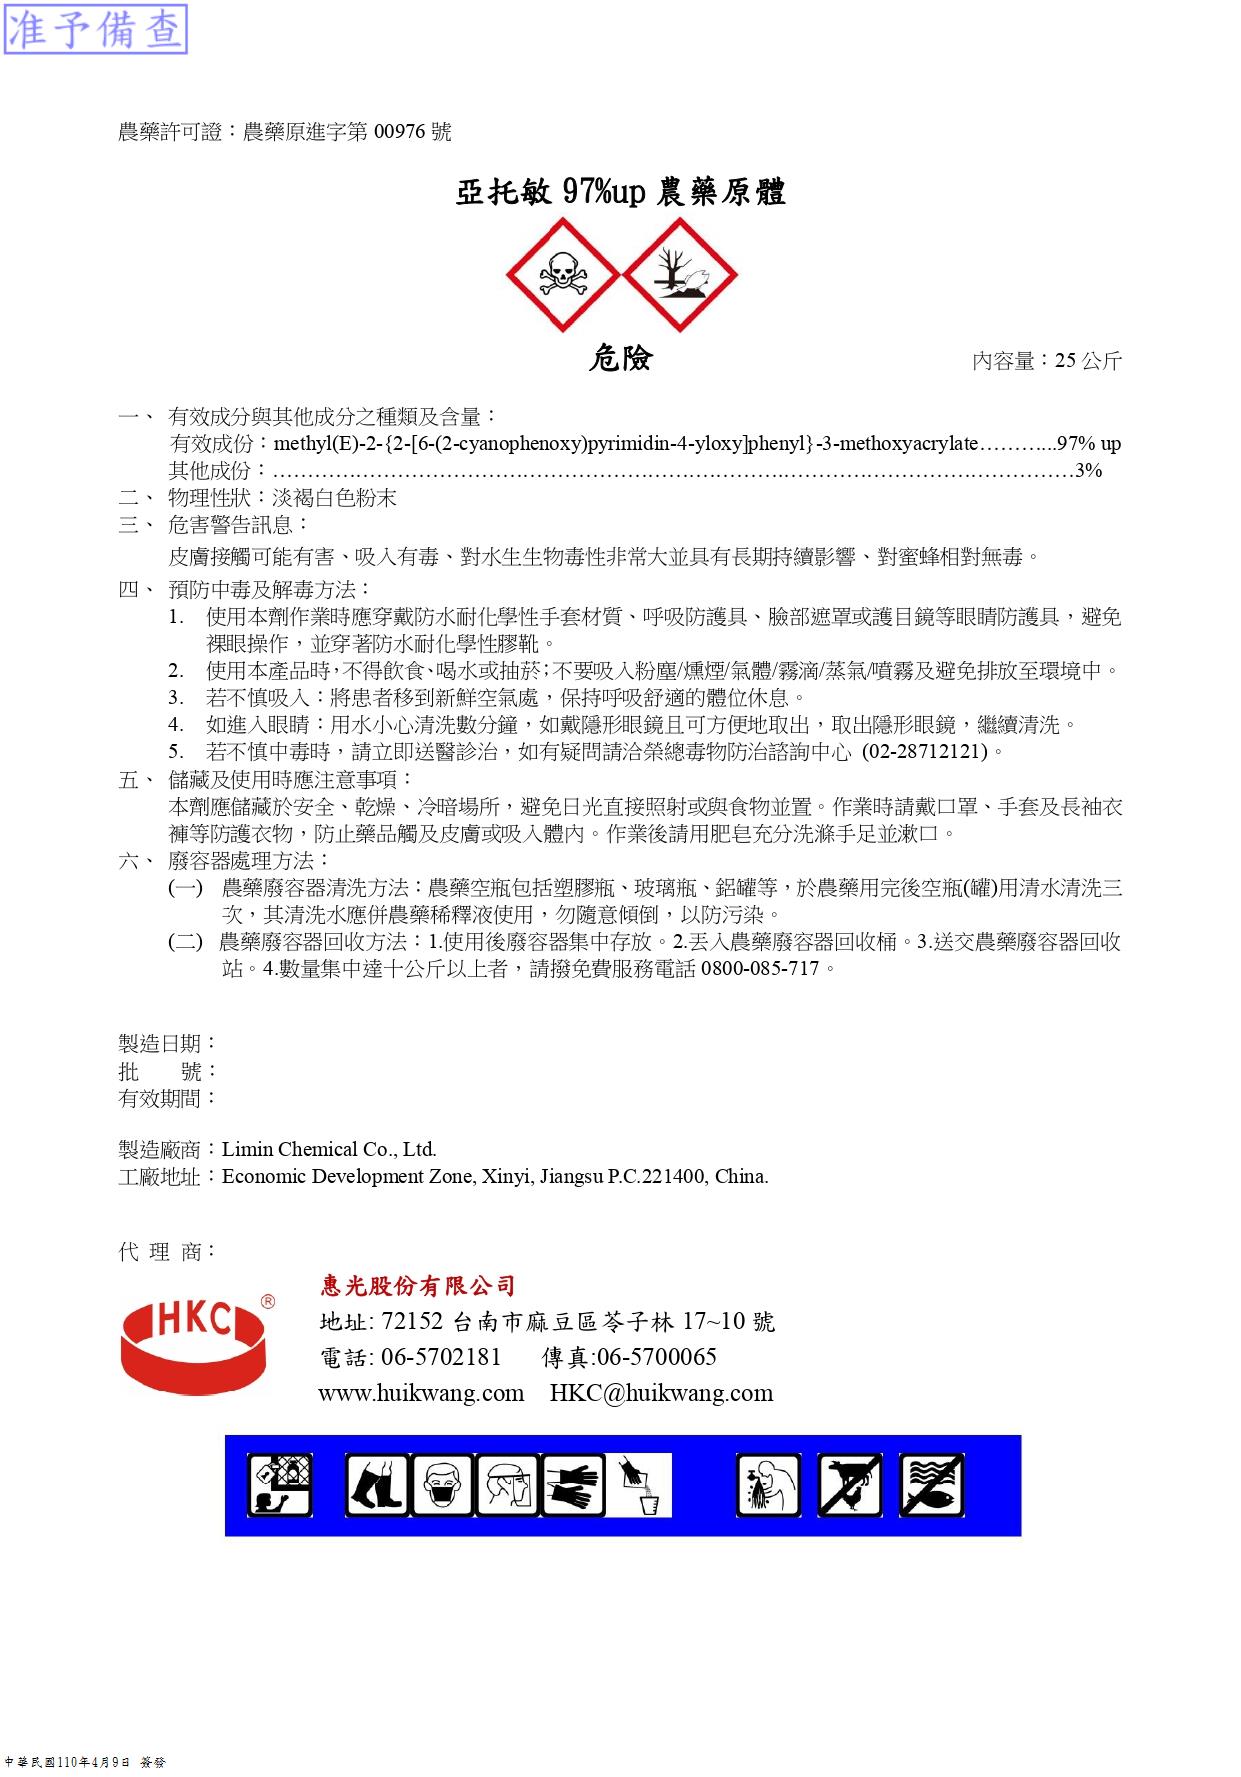 准予備查
農藥許可證：農藥原進字第 00976 號
亞托敏 97%up 農藥原體
危險
內容量：25 公斤
一、 有效成分與其他成分之種類及含量：
有效成份：methyl(E)-2-{2-[6-(2-cyanophenoxy)pyrimidin-4-yloxy]phenyl}-3-methoxyacrylate………...97% up
其他成份：……………………………………………………………………………………………………3%
二、 物理性狀：淡褐白色粉末
三、 危害警告訊息：
皮膚接觸可能有害、吸入有毒、對水生生物毒性非常大並具有長期持續影響、對蜜蜂相對無毒。
四、 預防中毒及解毒方法：
1. 使用本劑作業時應穿戴防水耐化學性手套材質、呼吸防護具、臉部遮罩或護目鏡等眼睛防護具，避免
裸眼操作，並穿著防水耐化學性膠靴。
2. 使用本產品時，不得飲食、喝水或抽菸；不要吸入粉塵/燻煙/氣體/霧滴/蒸氣/噴霧及避免排放至環境中。
3. 若不慎吸入：將患者移到新鮮空氣處，保持呼吸舒適的體位休息。
4. 如進入眼睛：用水小心清洗數分鐘，如戴隱形眼鏡且可方便地取出，取出隱形眼鏡，繼續清洗。
5. 若不慎中毒時，請立即送醫診治，如有疑問請洽榮總毒物防治諮詢中心 (02-28712121)。
五、 儲藏及使用時應注意事項：
本劑應儲藏於安全、乾燥、冷暗場所，避免日光直接照射或與食物並置。作業時請戴口罩、手套及長袖衣
褲等防護衣物，防止藥品觸及皮膚或吸入體內。作業後請用肥皂充分洗滌手足並漱口。
六、 廢容器處理方法：
(一) 農藥廢容器清洗方法：農藥空瓶包括塑膠瓶、玻璃瓶、鋁罐等，於農藥用完後空瓶(罐)用清水清洗三
次，其清洗水應併農藥稀釋液使用，勿隨意傾倒，以防污染。
(二) 農藥廢容器回收方法：1.使用後廢容器集中存放。2.丟入農藥廢容器回收桶。3.送交農藥廢容器回收
站。4.數量集中達十公斤以上者，請撥免費服務電話 0800-085-717。
製造日期：
批 號：
有效期間：
製造廠商：Limin Chemical Co., Ltd.
工廠地址：Economic Development Zone, Xinyi, Jiangsu P.C.221400, China.
代 理 商：
HKC®
惠光股份有限公司
地址: 72152 台南市麻豆區苓子林 17~10 號
電話: 06-5702181 傳真:06-5700065
www.huikwang.com HKC@huikwang.com
中華民國110年4月9日 簽發